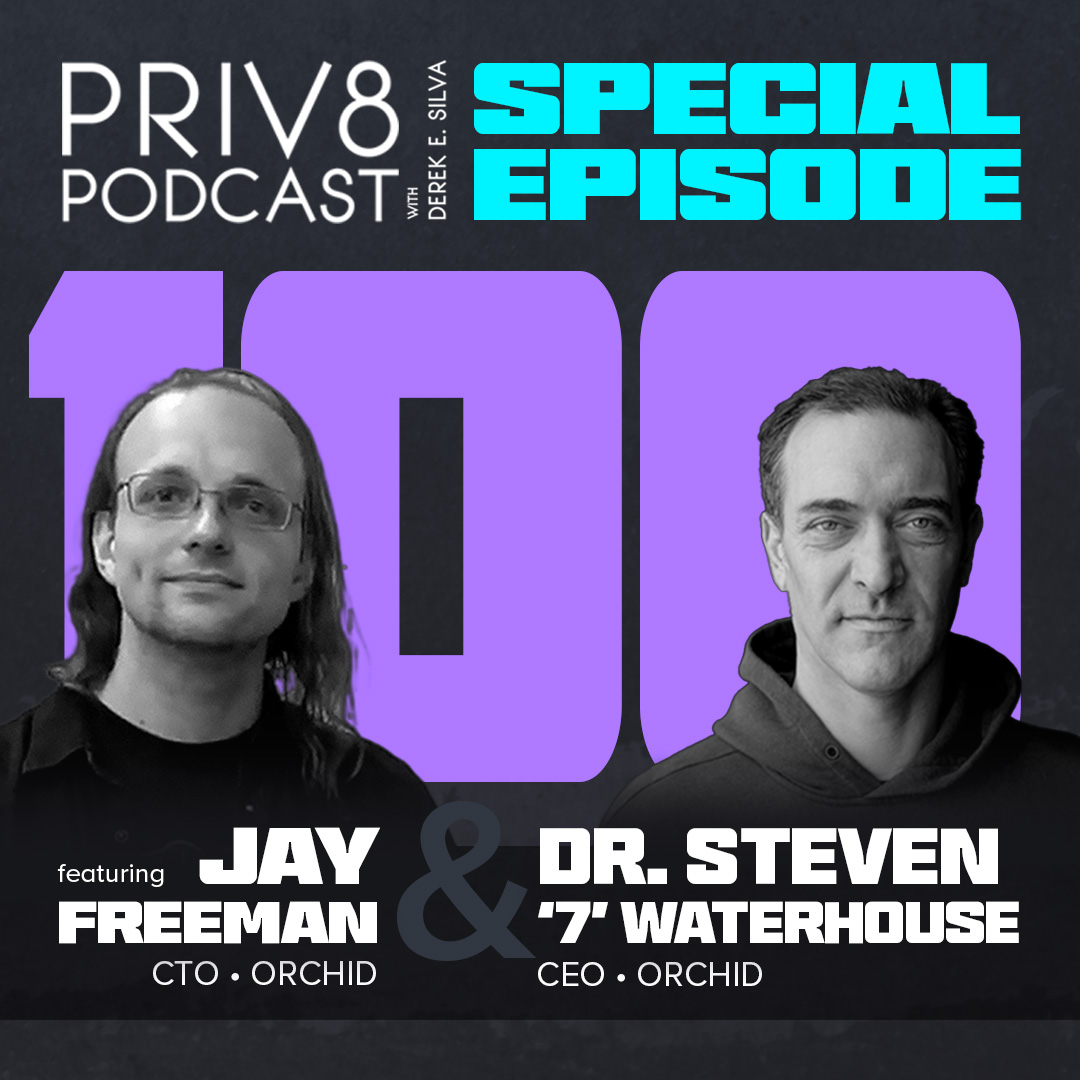 PRIV8
PODCAST
WITH
DEREK E. SILVA
SPECIAL
EPISODE
100
featuring JAY
FREEMAN
CTO • ORCHID
&
DR. STEVEN
‘7’ WATERHOUSE
CEO • ORCHID